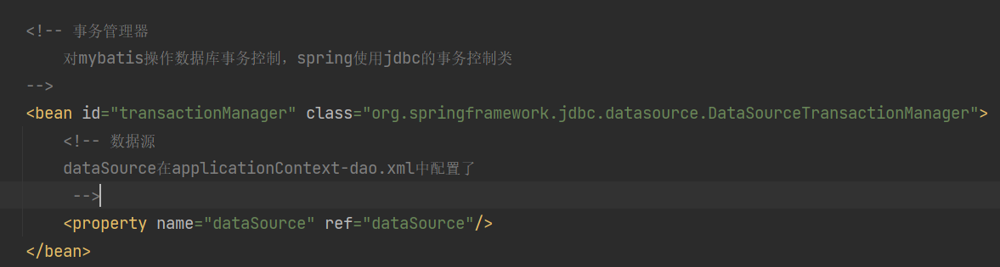 <!-- 事务管理器
对mybatis操作数据库事务控制，spring使用jdbc的事务控制类
-->
<bean id="transactionManager" class="org.springframework.jdbc.datasource.DataSourceTransactionManager">
<!-- 数据源
dataSource在applicationContext-dao.xml中配置了
-->
<property name="dataSource" ref="dataSource"/>
</bean>